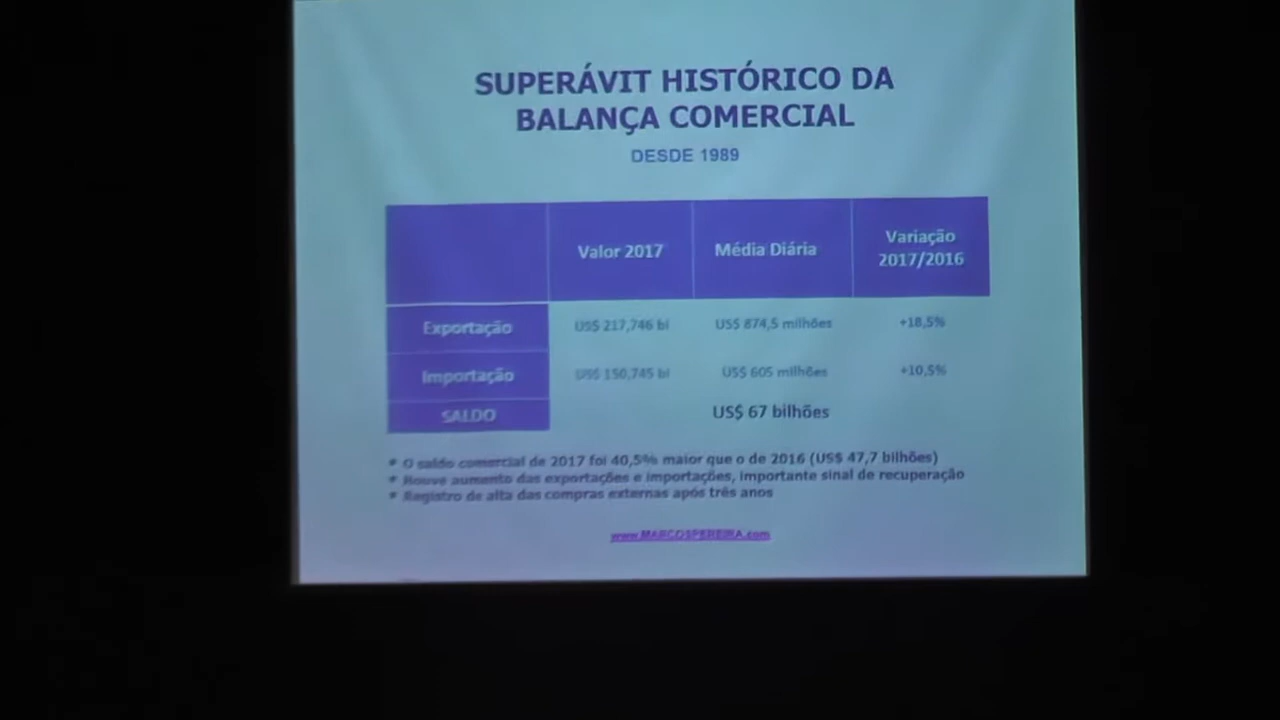 SUPERÁVIT HISTÓRICO DA
BALANÇA COMERCIAL
DESDE 1989
Valor 2017 Média Diária Variação 2017/2016
Exportação US$ 217,746 bi US$ 874,5 milhões +18,5%
Importação US$ 150,745 bi US$ 605 milhões +10,5%
SALDO US$ 67 bilhões
* O saldo comercial de 2017 foi 40,5% maior que o de 2016 (US$ 47,7 bilhões)
* Houve aumento das exportações e importações, importante sinal de recuperação
* Registro de alta das compras externas após três anos
www.MARCOSPEREIRA.com